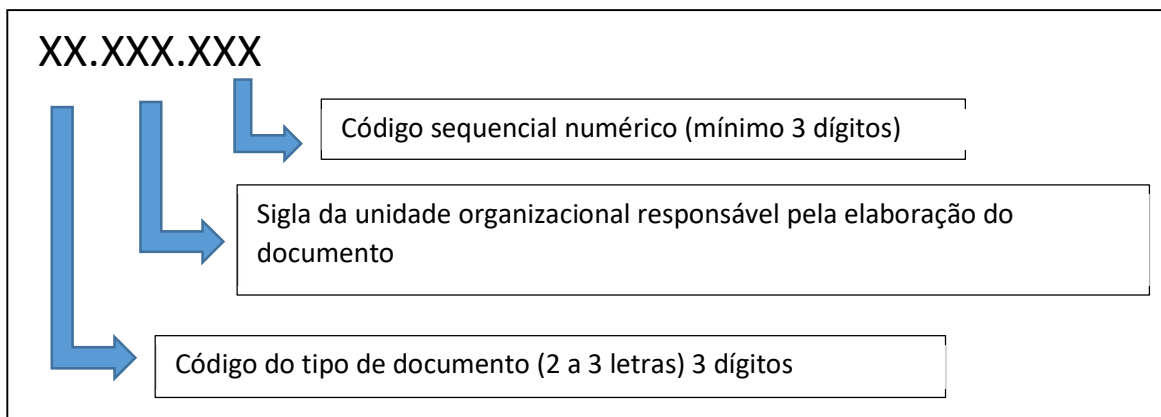 XX.XXX.XXX
Código sequencial numérico (mínimo 3 dígitos)
Sigla da unidade organizacional responsável pela elaboração do
documento
Código do tipo de documento (2 a 3 letras) 3 dígitos